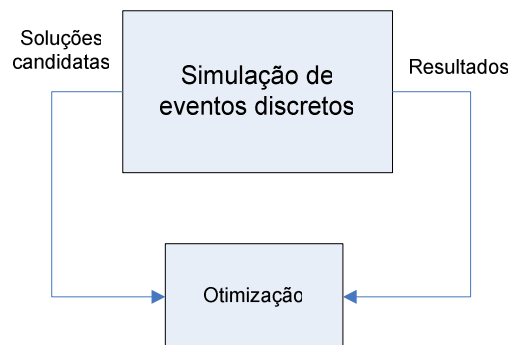 Soluções
candidatas
Simulação de
eventos discretos
Resultados
Otimização